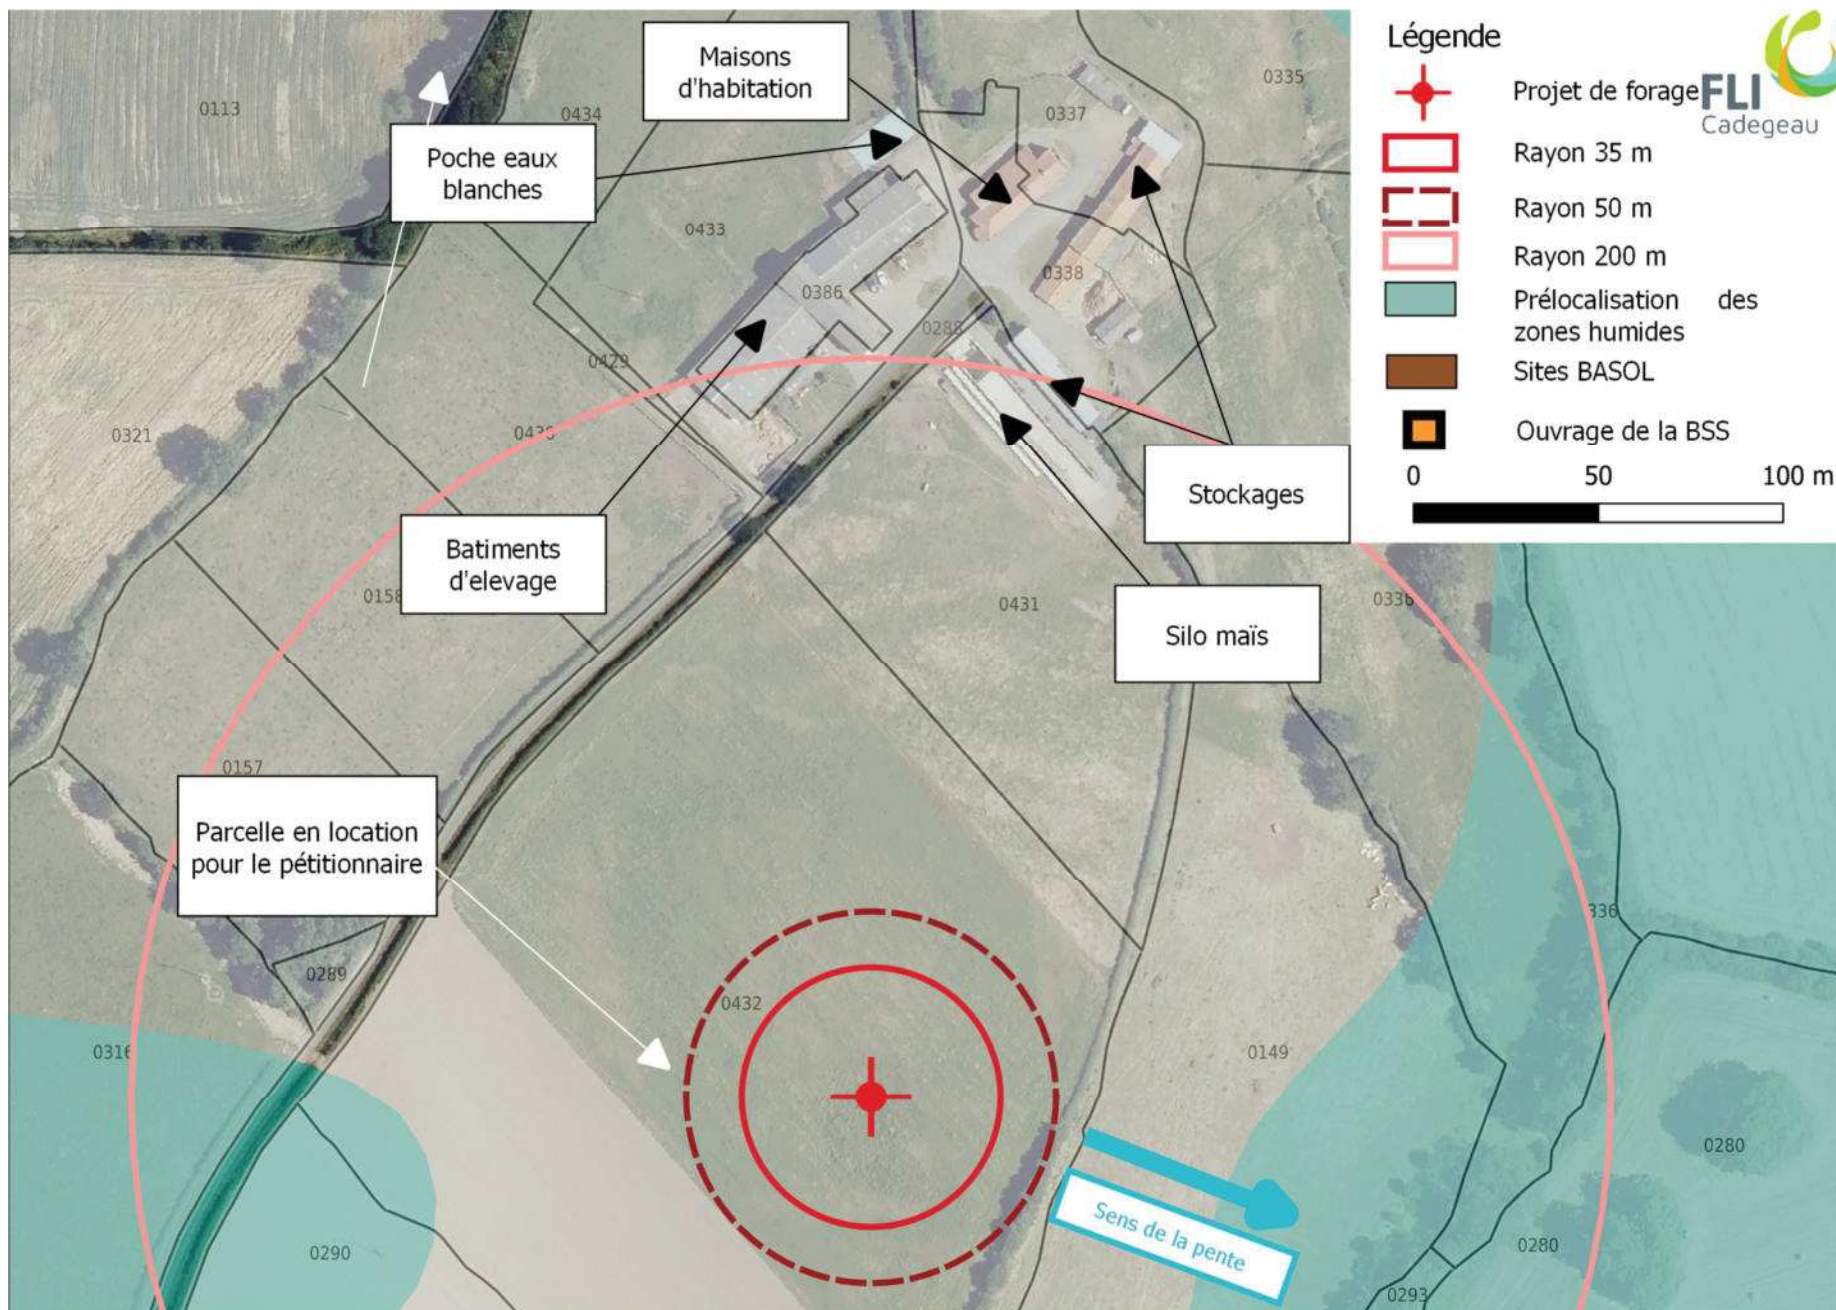 Légende
FLI
Cadegeau
Projet de forage
Rayon 35 m
Rayon 50 m
Rayon 200 m
Prélocalisation des
zones humides
Sites BASOL
Ouvrage de la BSS
0 50 100 m
Maisons
d'habitation
Poche eaux
blanches
Batiments
d'elevage
Stockages
Silo maïs
Parcelle en location
pour le pétitionnaire
Sens de la pente
0113
0434
0337
0335
0433
0386
0338
0288
0429
0321
0158
0431
0336
0157
0289
0432
0316
0149
0280
0290
0280
0293